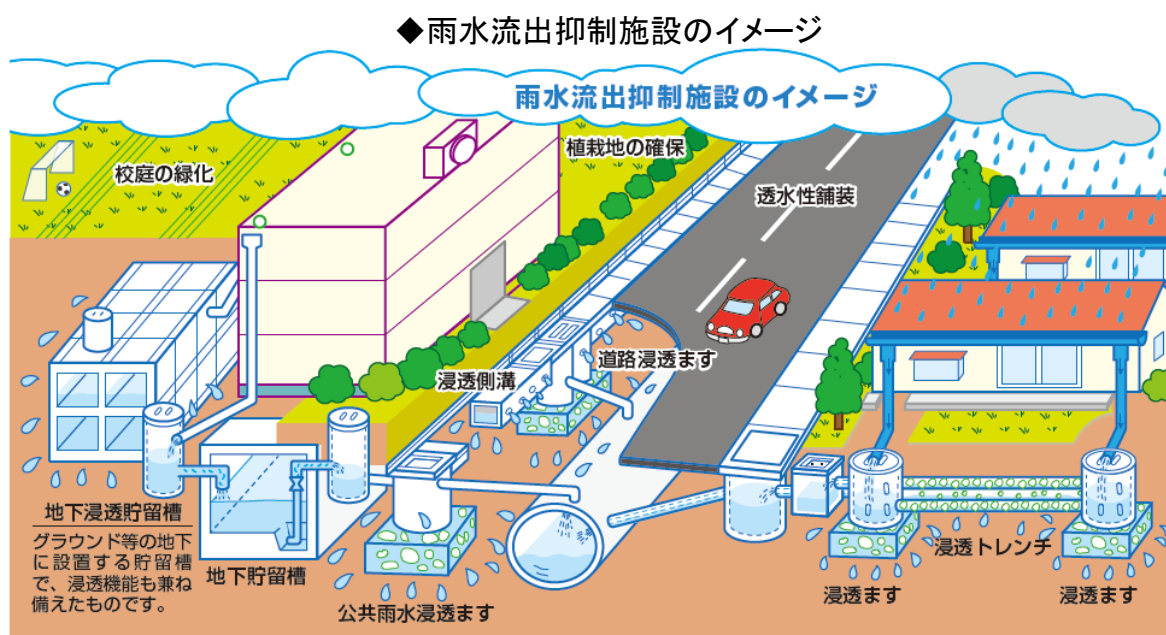 ◆雨水流出抑制施設のイメージ
雨水流出抑制施設のイメージ
校庭の緑化
植栽地の確保
透水性舗装
道路浸透ます
浸透側溝
地下浸透貯留槽
グラウンド等の地下
に設置する貯留槽
で、浸透機能も兼ね
備えたものです。
地下貯留槽
公共雨水浸透ます
浸透トレンチ
浸透ます
浸透ます